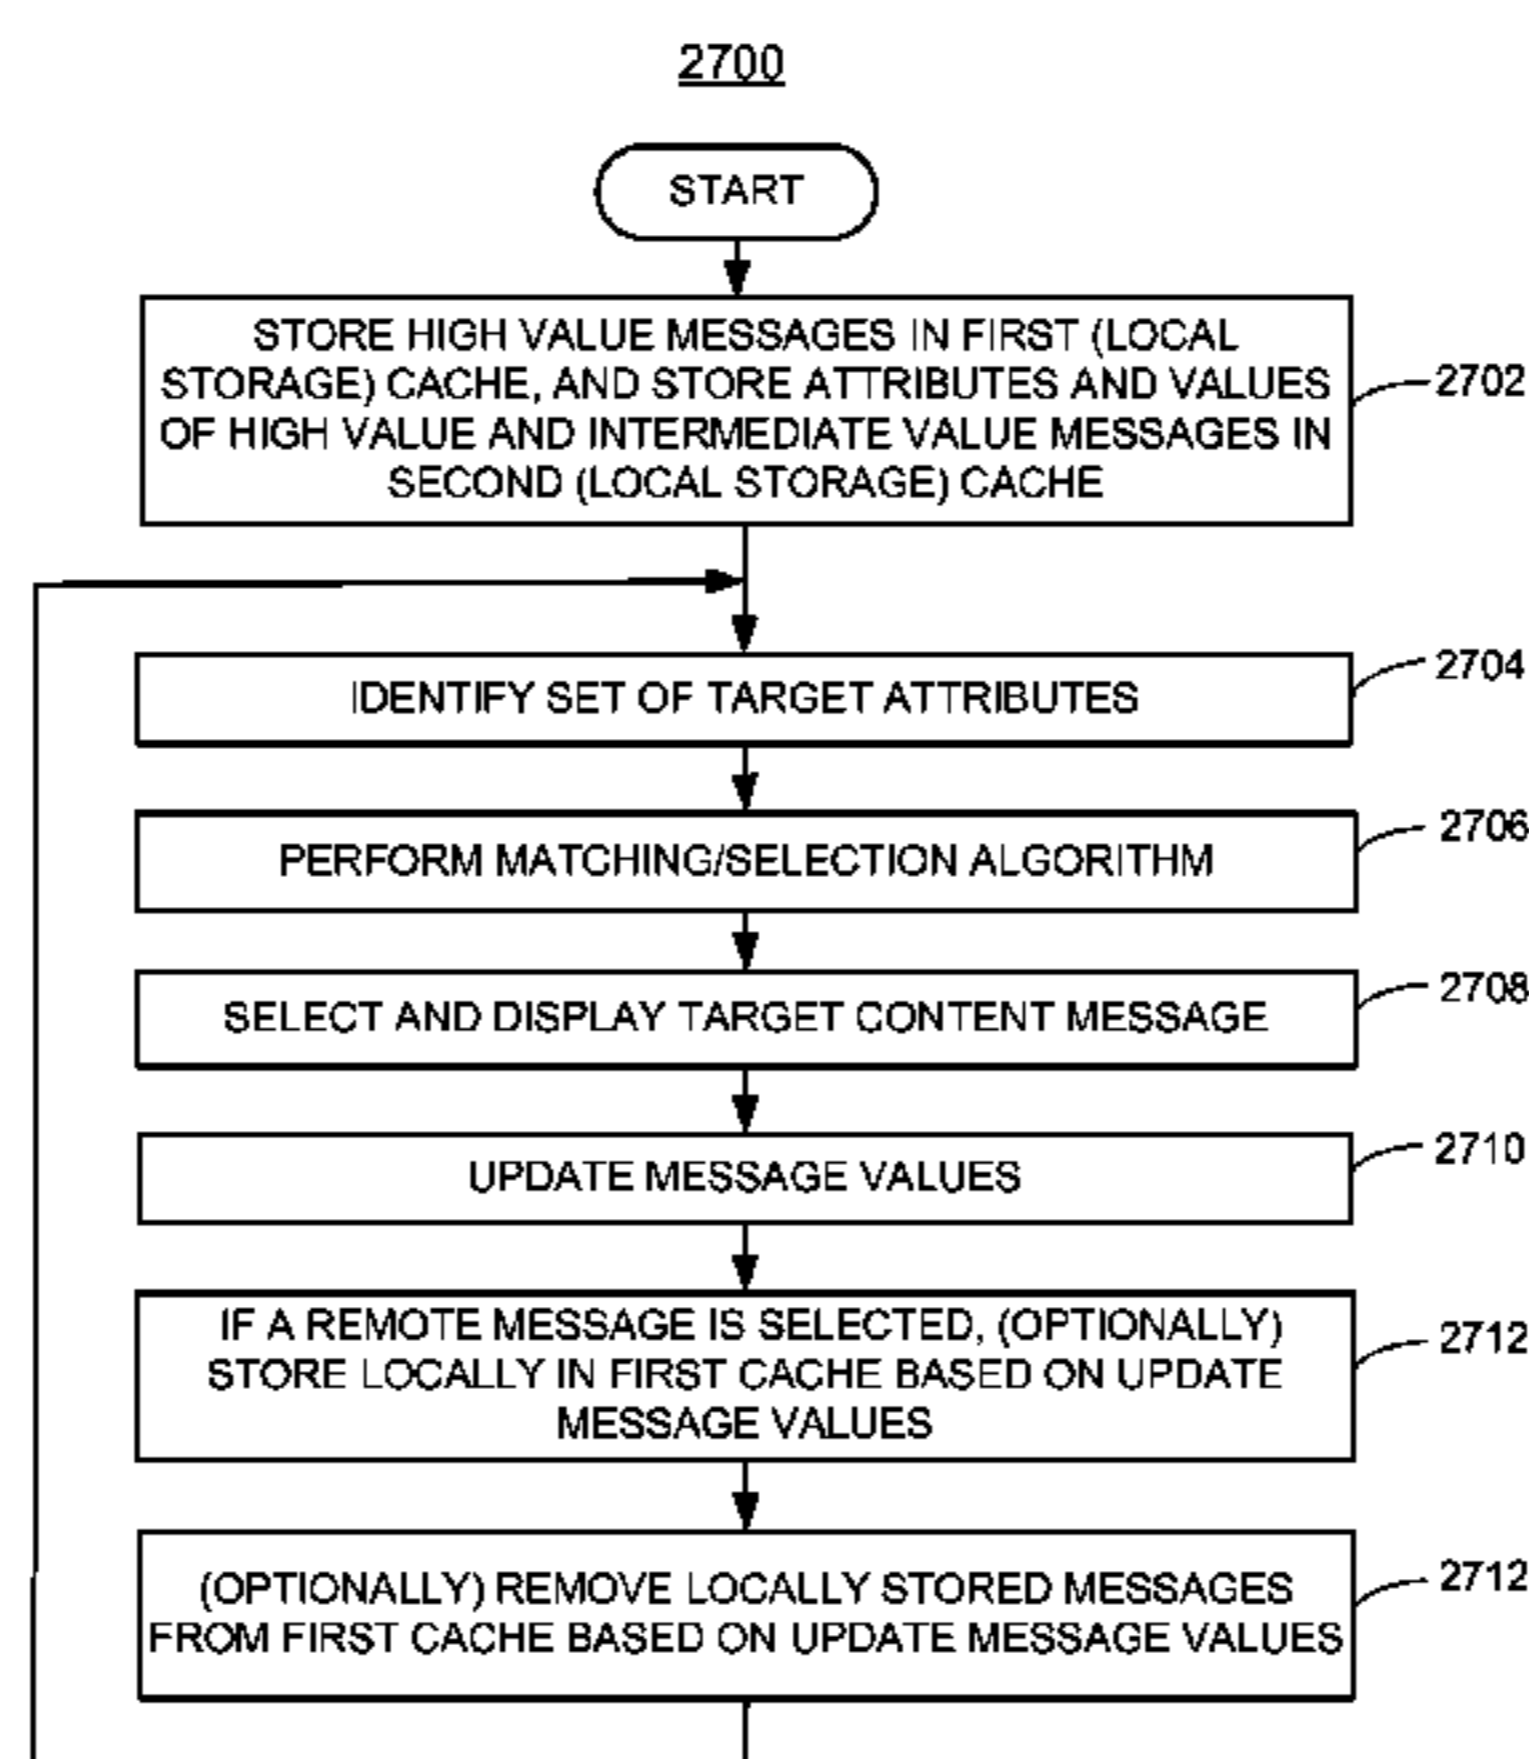 2700
START
STORE HIGH VALUE MESSAGES IN FIRST (LOCAL
STORAGE) CACHE, AND STORE ATTRIBUTES AND VALUES
OF HIGH VALUE AND INTERMEDIATE VALUE MESSAGES IN
SECOND (LOCAL STORAGE) CACHE
2702
IDENTIFY SET OF TARGET ATTRIBUTES
2704
PERFORM MATCHING/SELECTION ALGORITHM
2706
SELECT AND DISPLAY TARGET CONTENT MESSAGE
2708
UPDATE MESSAGE VALUES
2710
IF A REMOTE MESSAGE IS SELECTED, (OPTIONALLY)
STORE LOCALLY IN FIRST CACHE BASED ON UPDATE
MESSAGE VALUES
2712
(OPTIONALLY) REMOVE LOCALLY STORED MESSAGES
FROM FIRST CACHE BASED ON UPDATE MESSAGE VALUES
2712